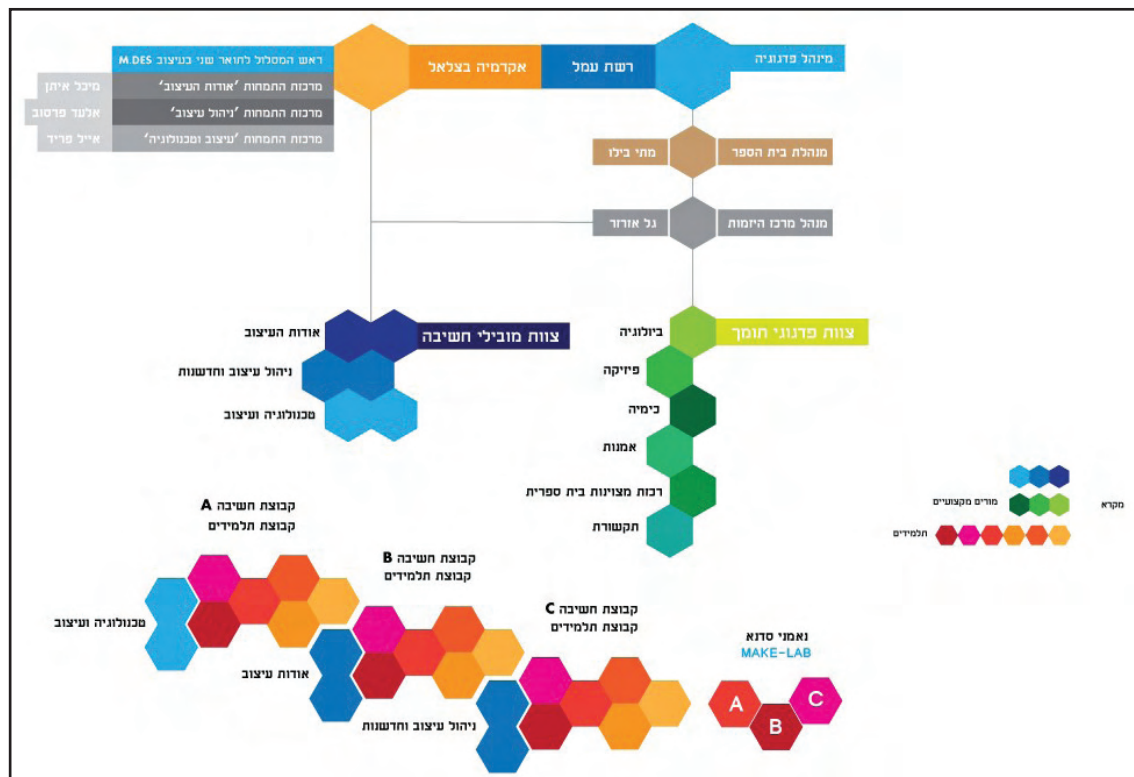 מינהל פדגוגיה
רשת עמל
אקדמיה בצלאל
ראש המסלול לתואר שני בעיצוב M.DES
מרכזת התמחות 'אודות העיצוב'
מיכל איתן
מרכזת התמחות 'ניהול עיצוב'
אלעד פרסוב
מרכזת התמחות 'עיצוב וטכנולוגיה'
אייל פריד
מנהלת בית הספר
מתי בילו
מנהל מרכז היזמות
גל אזרזר
צוות פדגוגי תומך
ביולוגיה
פיזיקה
כימיה
אמנות
רכזת מצוינות בית ספרית
תקשורת
צוות מובילי חשיבה
אודות העיצוב
ניהול עיצוב וחדשנות
טכנולוגיה ועיצוב
מקרא
מורים מקצועיים
תלמידים
קבוצת חשיבה A
קבוצת תלמידים
טכנולוגיה ועיצוב
קבוצת חשיבה B
קבוצת תלמידים
אודות עיצוב
קבוצת חשיבה C
קבוצת תלמידים
ניהול עיצוב וחדשנות
נאמני סדנא
MAKE-LAB
A
B
C